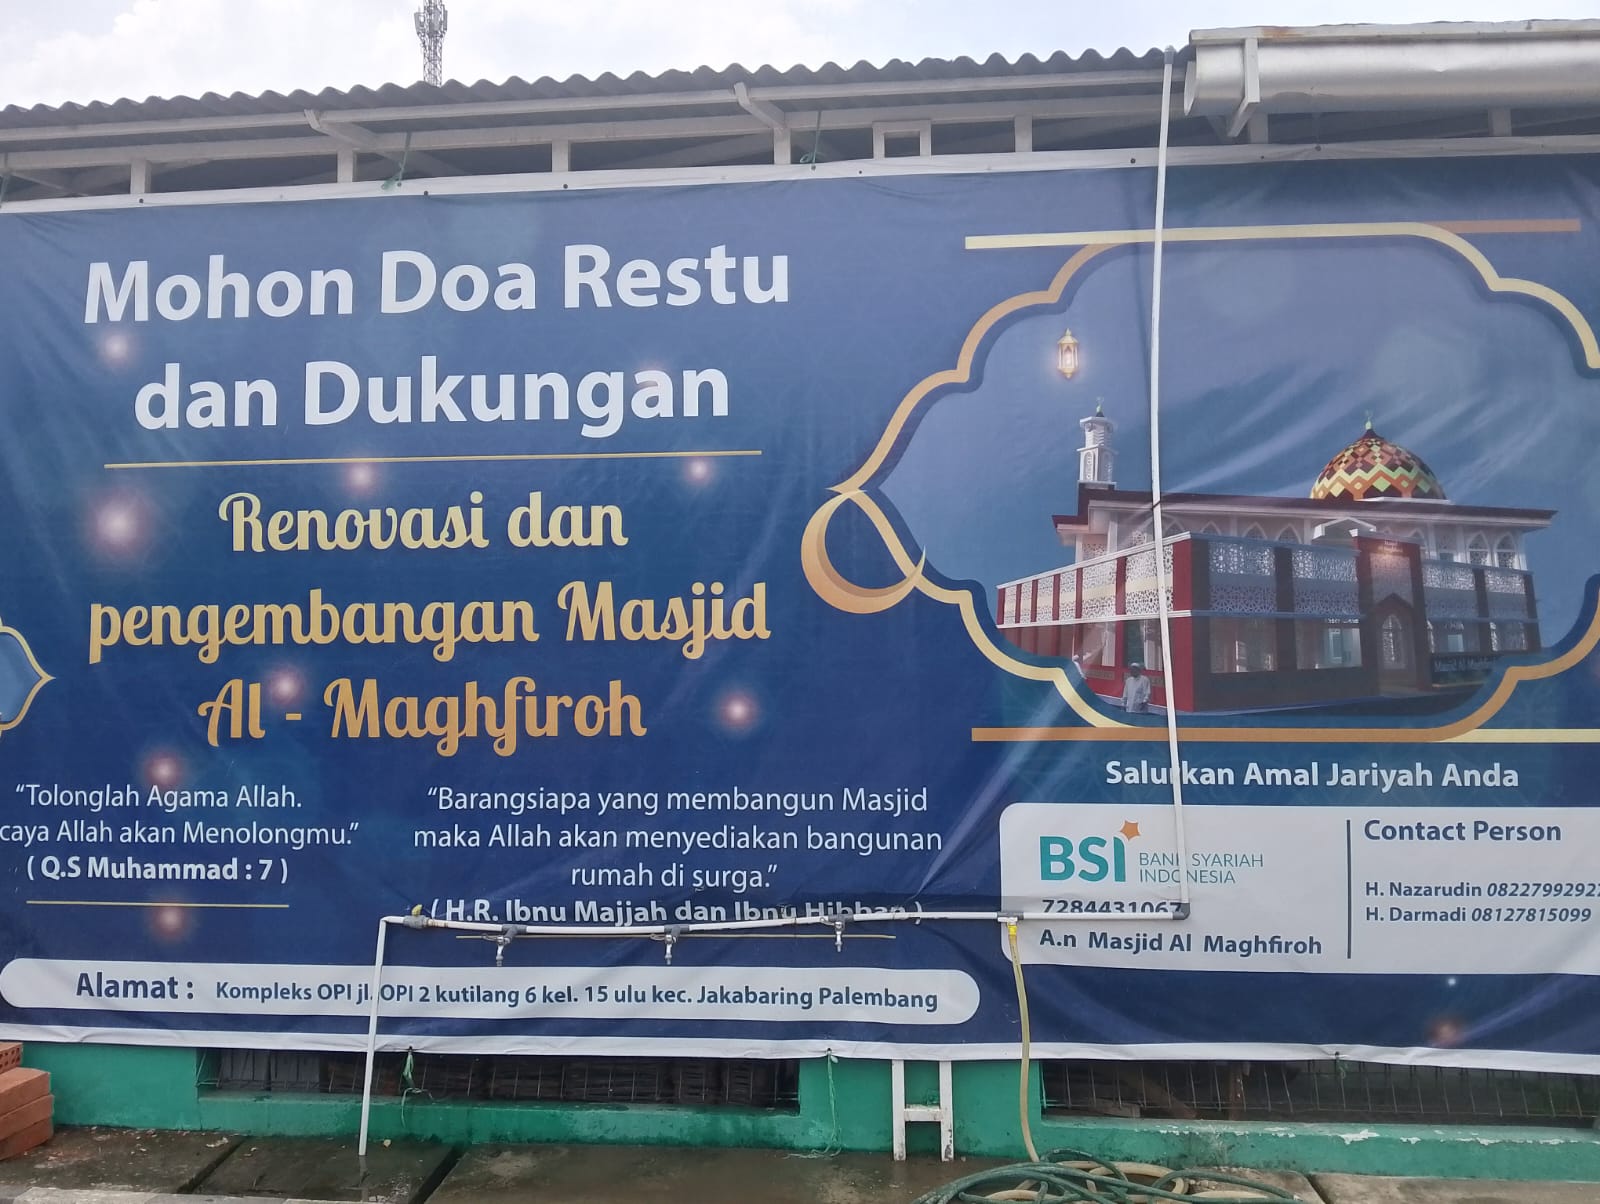 Mohon Doa Restu
dan Dukungan
Renovasi dan
pengembangan Masjid
Al - Maghfiroh
“Tolonglah Agama Allah.
caya Allah akan Menolongmu.”
( Q.S Muhammad : 7 )
“Barangsiapa yang membangun Masjid
maka Allah akan menyediakan bangunan
rumah di surga.”
( H.R. Ibnu Majjah dan Ibnu Hibban )
Alamat : Kompleks OPI jl. OPI 2 kutilang 6 kel. 15 ulu kec. Jakabaring Palembang
Salurkan Amal Jariyah Anda
BSI BANK SYARIAH
INDONESIA
7284431067
A.n Masjid Al Maghfiroh
Contact Person
H. Nazarudin 08227992927
H. Darmadi 08127815099